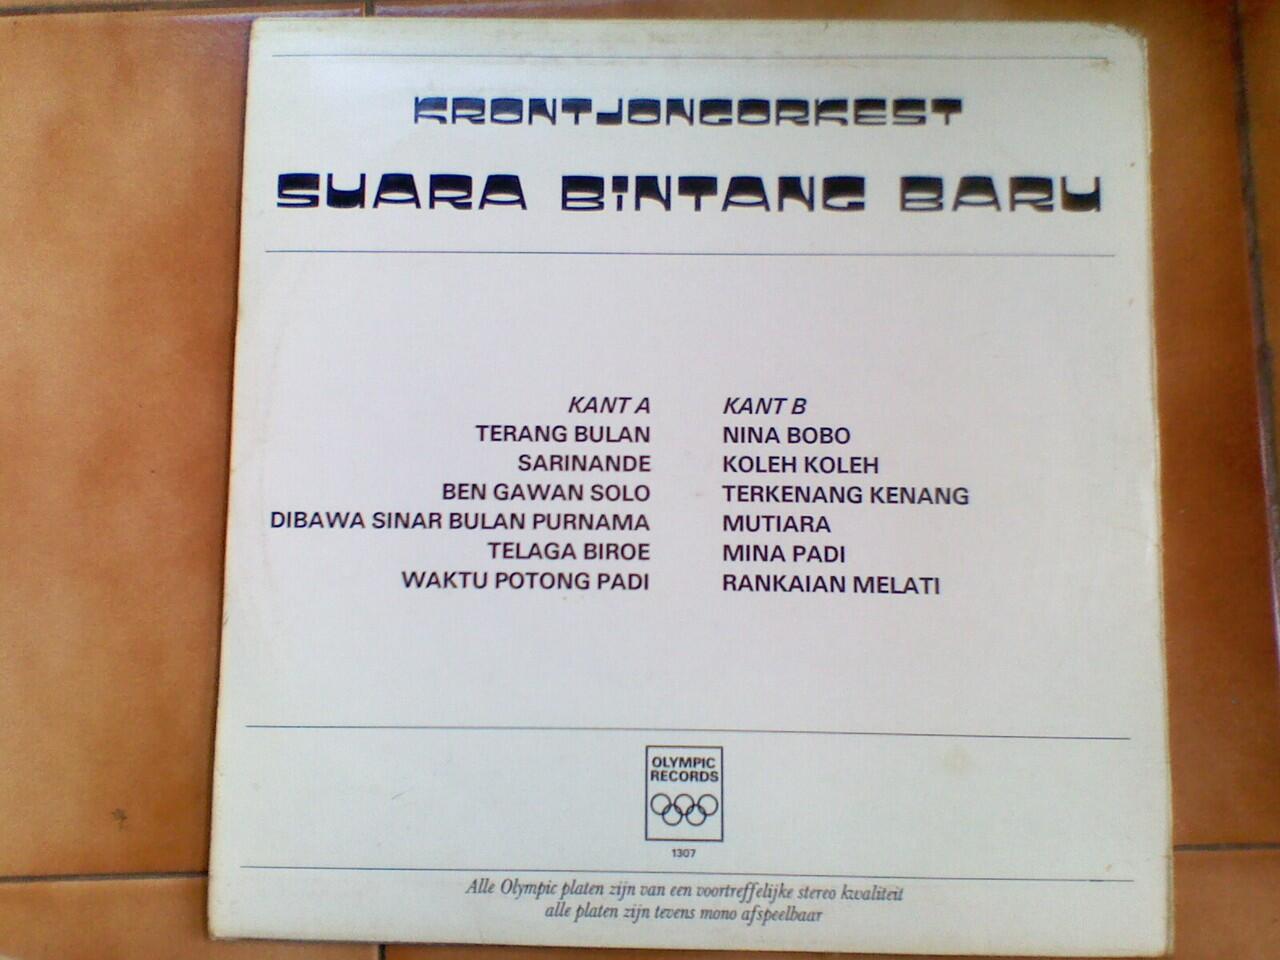 KRONTJONGORKEST
SUARA BiNTANG BARU
KANT A
TERANG BULAN
SARINANDE
BEN GAWAN SOLO
DIBAWA SINAR BULAN PURNAMA
TELAGA BIROE
WAKTU POTONG PADI
KANT B
NINA BOBO
KOLEH KOLEH
TERKENANG KENANG
MUTIARA
MINA PADI
RANKAIAN MELATI
OLYMPIC
RECORDS
1307
Alle Olympic platen zijn van een voortreffelijke stereo kwaliteit
alle platen zijn tevens mono afspeelbaar